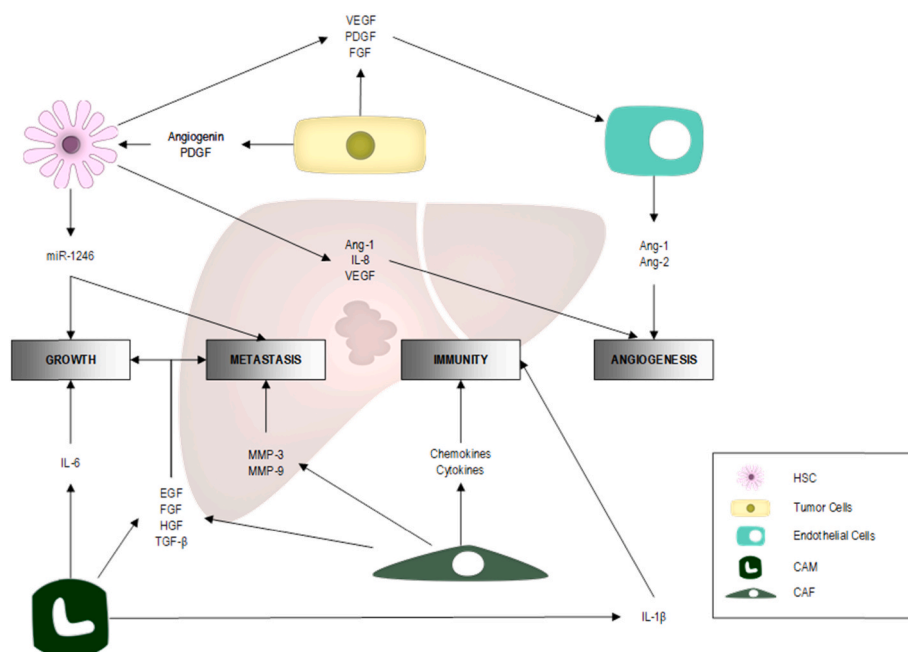 VEGF
PDGF
FGF
Angiogenin
PDGF
miR-1246
Ang-1
IL-8
VEGF
Ang-1
Ang-2
GROWTH
METASTASIS
IMMUNITY
ANGIOGENESIS
IL-6
MMP-3
MMP-9
Chemokines
Cytokines
EGF
FGF
HGF
TGF-β
IL-1β
HSC
Tumor Cells
Endothelial Cells
CAM
CAF